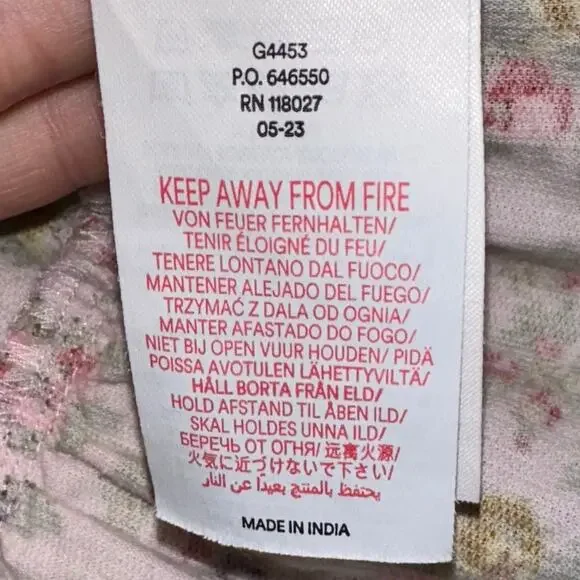 G4453
P.O. 646550
RN 118027
05-23
KEEP AWAY FROM FIRE
VON FEUER FERNHALTEN/
TENIR ÉLOIGNÉ DU FEU/
TENERE LONTANO DAL FUOCO/
MANTENER ALEJADO DEL FUEGO/
TRZYMAĆ Z DALA OD OGNIA/
MANTER AFASTADO DO FOGO/
NIET BIJ OPEN VUUR HOUDEN/ PIDÄ
POISSA AVOTULEN LÄHETTYVILTÄ/
HÅLL BORTA FRÅN ELD/
HOLD AFSTAND TIL ÅBEN ILD/
SKAL HOLDES UNNA ILD/
БЕРЕЧЬ ОТ ОГНЯ/ 远离火源/
火気に近づけないで下さい/
يحتفظ بالمنتج بعيدًا عن النار
MADE IN INDIA